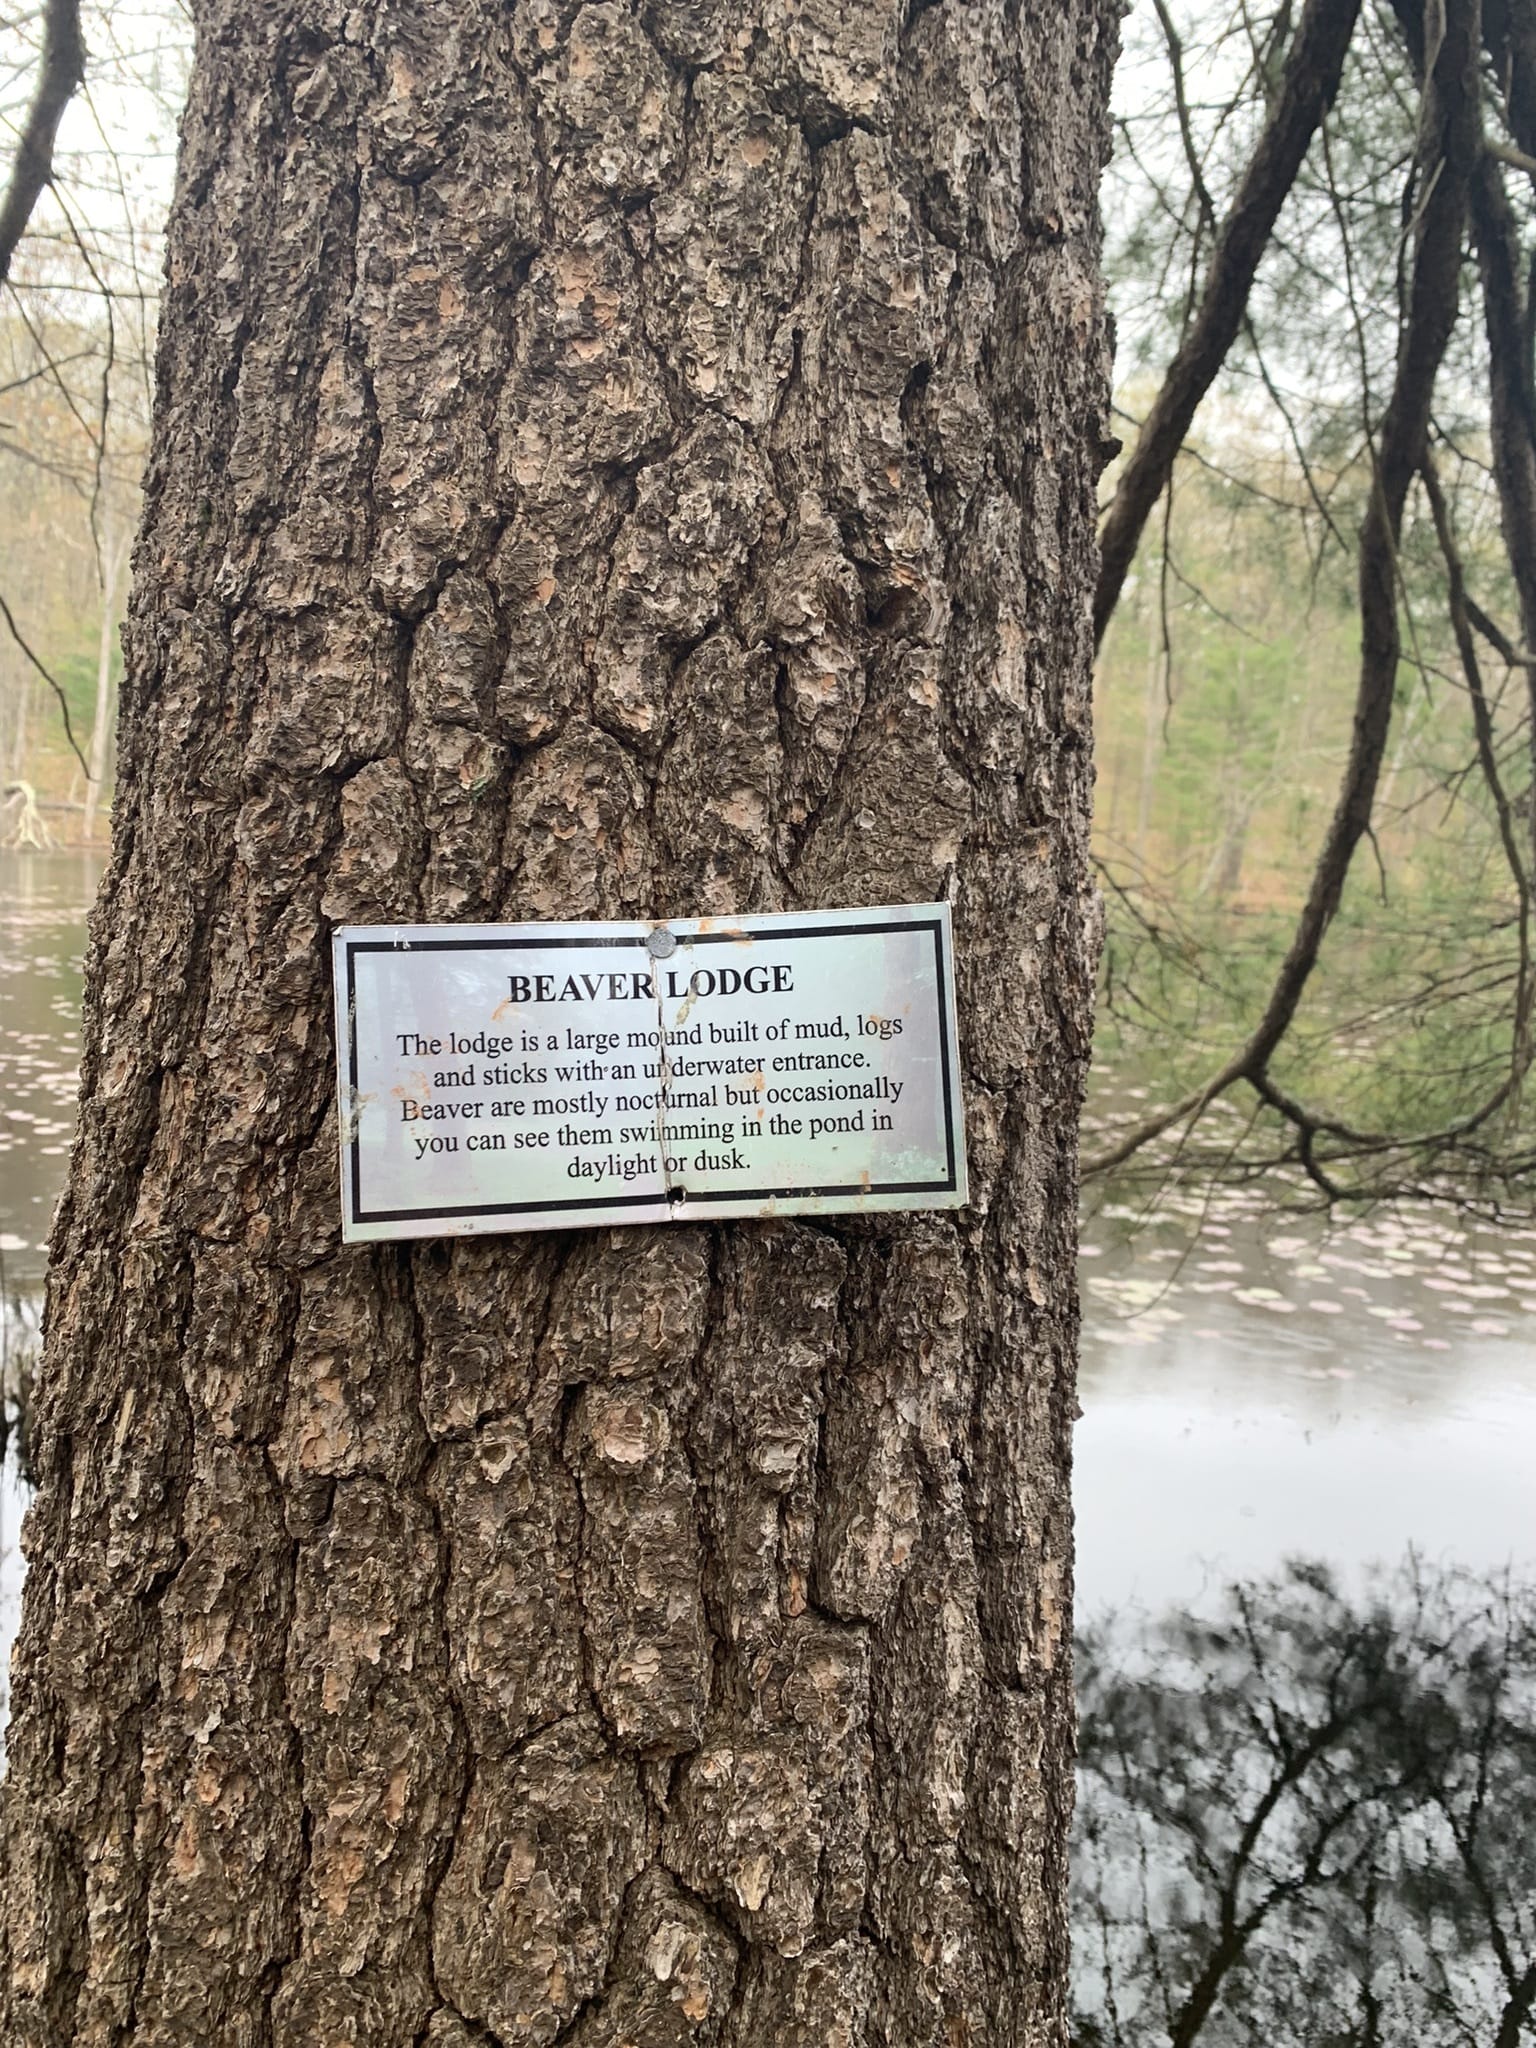 BEAVER LODGE
The lodge is a large mound built of mud, logs
and sticks with an underwater entrance.
Beaver are mostly nocturnal but occasionally
you can see them swimming in the pond in
daylight or dusk.